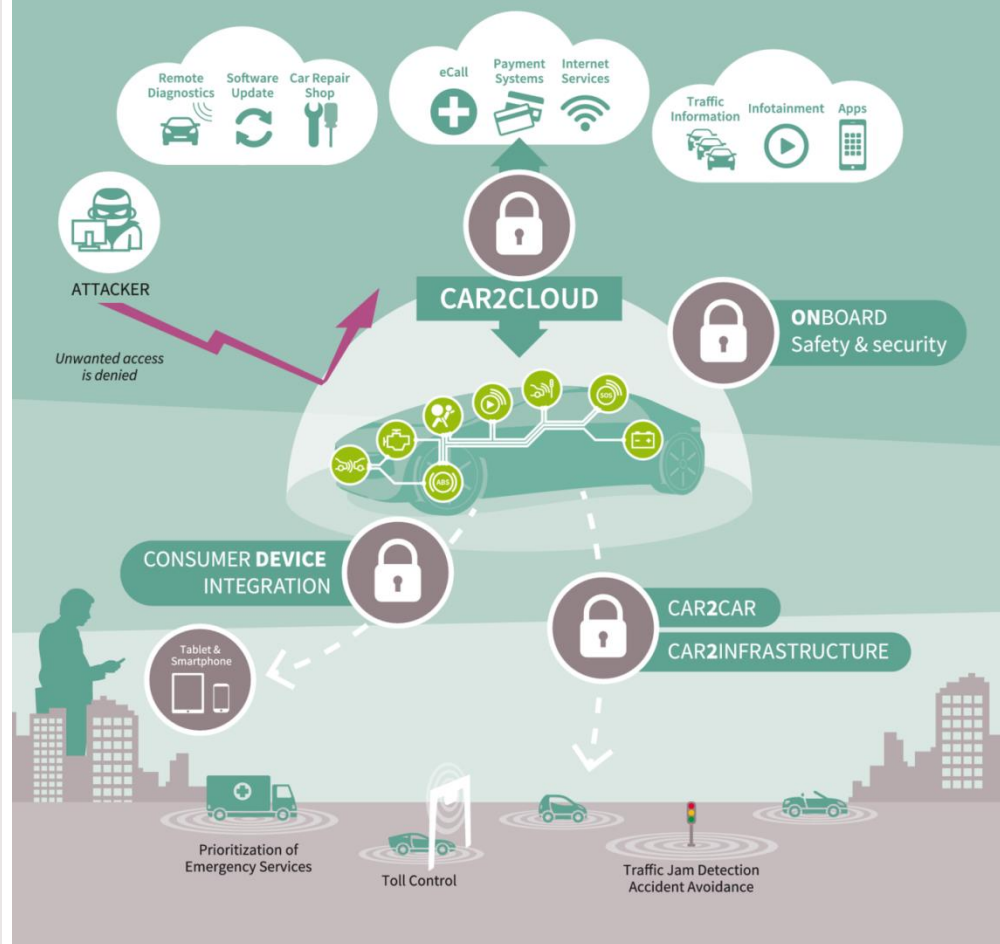 Remote
Diagnostics
Software
Update
Car Repair
Shop
eCall
Payment
Systems
Internet
Services
Traffic
Information
Infotainment
Apps
ATTACKER
Unwanted access
is denied
CAR2CLOUD
ONBOARD
Safety & security
SOS
ABS
CONSUMER DEVICE
INTEGRATION
CAR2CAR
CAR2INFRASTRUCTURE
Tablet &
Smartphone
Prioritization of
Emergency Services
Toll Control
Traffic Jam Detection
Accident Avoidance